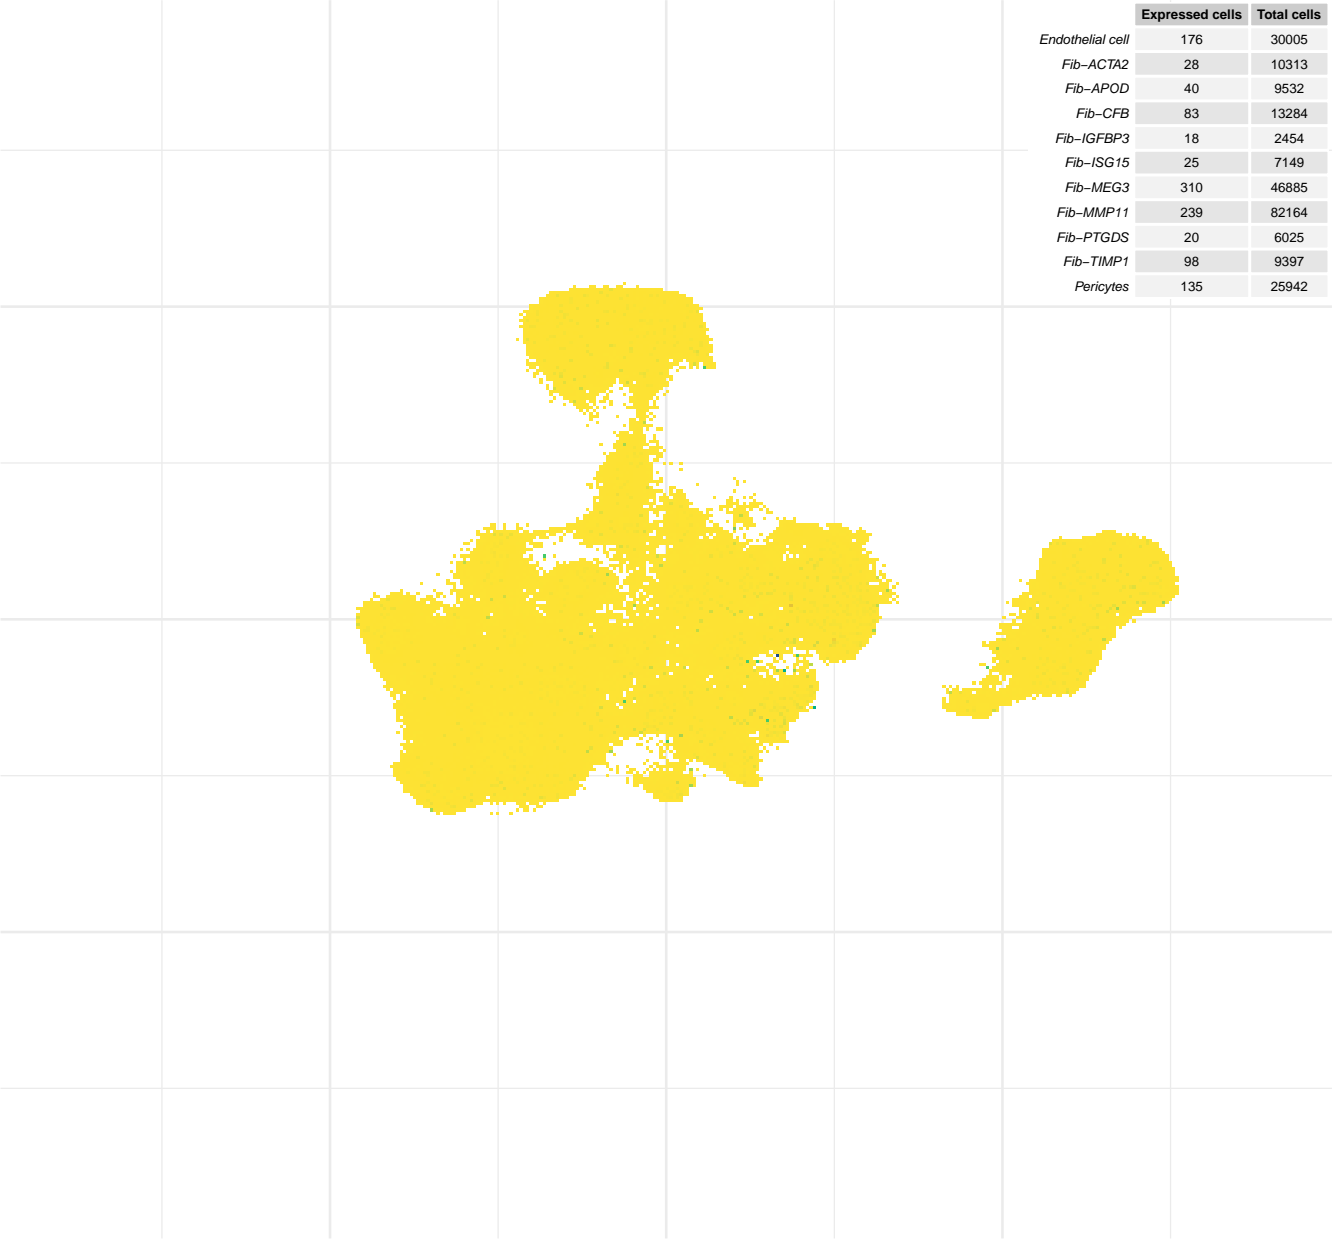 Expressed cells Total cells
Endothelial cell 176 30005
Fib−ACTA2 28 10313
Fib−APOD 40 9532
Fib−CFB 83 13284
Fib−IGFBP3 18 2454
Fib−ISG15 25 7149
Fib−MEG3 310 46885
Fib−MMP11 239 82164
Fib−PTGDS 20 6025
Fib−TIMP1 98 9397
Pericytes 135 25942